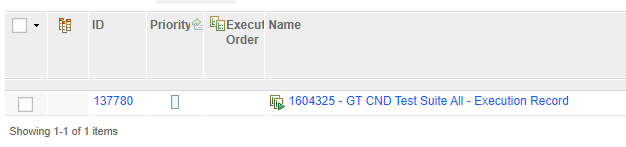 ID Priority Execut Name
Order
137780 1604325 - GT CND Test Suite All - Execution Record
Showing 1-1 of 1 items